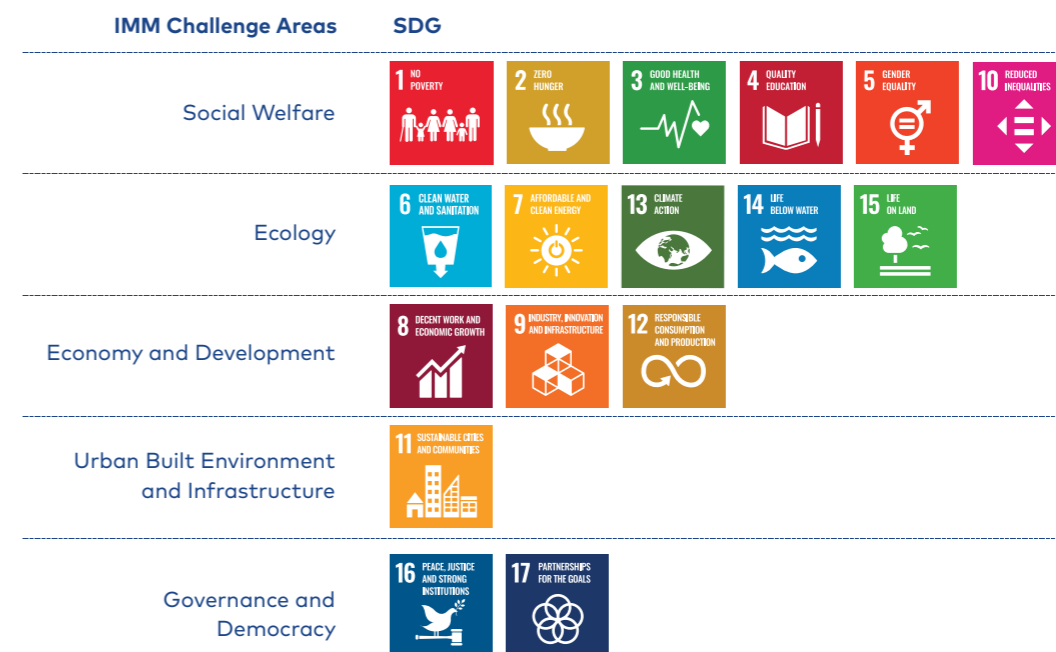 IMM Challenge Areas SDG
Social Welfare
1 NO
POVERTY
2 ZERO
HUNGER
3 GOOD HEALTH
AND WELL-BEING
4 QUALITY
EDUCATION
5 GENDER
EQUALITY
10 REDUCED
INEQUALITIES
Ecology
6 CLEAN WATER
AND SANITATION
7 AFFORDABLE AND
CLEAN ENERGY
13 CLIMATE
ACTION
14 LIFE
BELOW WATER
15 LIFE
ON LAND
Economy and Development
8 DECENT WORK AND
ECONOMIC GROWTH
9 INDUSTRY, INNOVATION
AND INFRASTRUCTURE
12 RESPONSIBLE
CONSUMPTION
AND PRODUCTION
Urban Built Environment
and Infrastructure
11 SUSTAINABLE CITIES
AND COMMUNITIES
Governance and
Democracy
16 PEACE, JUSTICE
AND STRONG
INSTITUTIONS
17 PARTNERSHIPS
FOR THE GOALS